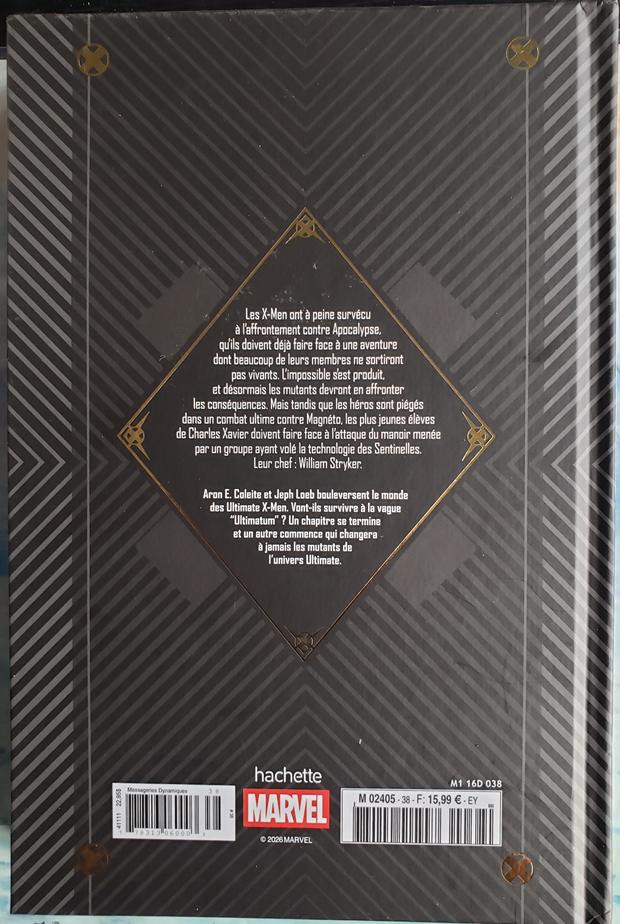 Les X-Men ont à peine survécu
à l'affrontement contre Apocalypse,
qu'ils doivent déjà faire face à une aventure
dont beaucoup de leurs membres ne sortiront
pas vivants. L'impossible s'est produit,
et désormais les mutants devront en affronter
les conséquences. Mais tandis que les héros sont piégés
dans un combat ultime contre Magnéto, les plus jeunes élèves
de Charles Xavier doivent faire face à l'attaque du manoir menée
par un groupe ayant volé la technologie des Sentinelles.
Leur chef : William Stryker.
Aron E. Coleite et Jeph Loeb bouleversent le monde
des Ultimate X-Men. Vont-ils survivre à la vague
"Ultimatum" ? Un chapitre se termine
et un autre commence qui changera
à jamais les mutants de
l'univers Ultimate.
hachette
MARVEL
© 2026 MARVEL
Messageries Dynamiques 38
41111 22,95$
M1 16D 038
M 02405 - 38 - F: 15,99 € - EY